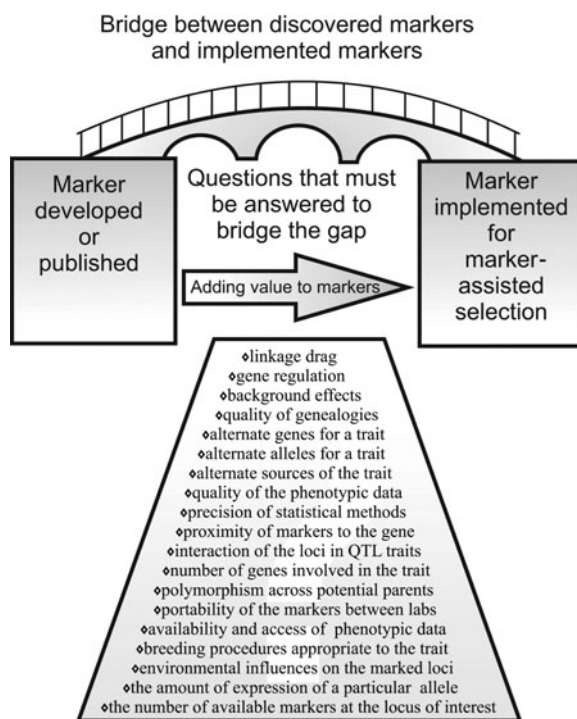 Bridge between discovered markers
and implemented markers
Marker
developed
or
published
Questions that must
be answered to
bridge the gap
Adding value to markers
Marker
implemented
for
marker-
assisted
selection
◊linkage drag
◊gene regulation
◊background effects
◊quality of genealogies
◊alternate genes for a trait
◊alternate alleles for a trait
◊alternate sources of the trait
◊quality of the phenotypic data
◊precision of statistical methods
◊proximity of markers to the gene
◊interaction of the loci in QTL traits
◊number of genes involved in the trait
◊polymorphism across potential parents
◊portability of the markers between labs
◊availability and access of phenotypic data
◊breeding procedures appropriate to the trait
◊environmental influences on the marked loci
◊the amount of expression of a particular allele
◊the number of available markers at the locus of interest